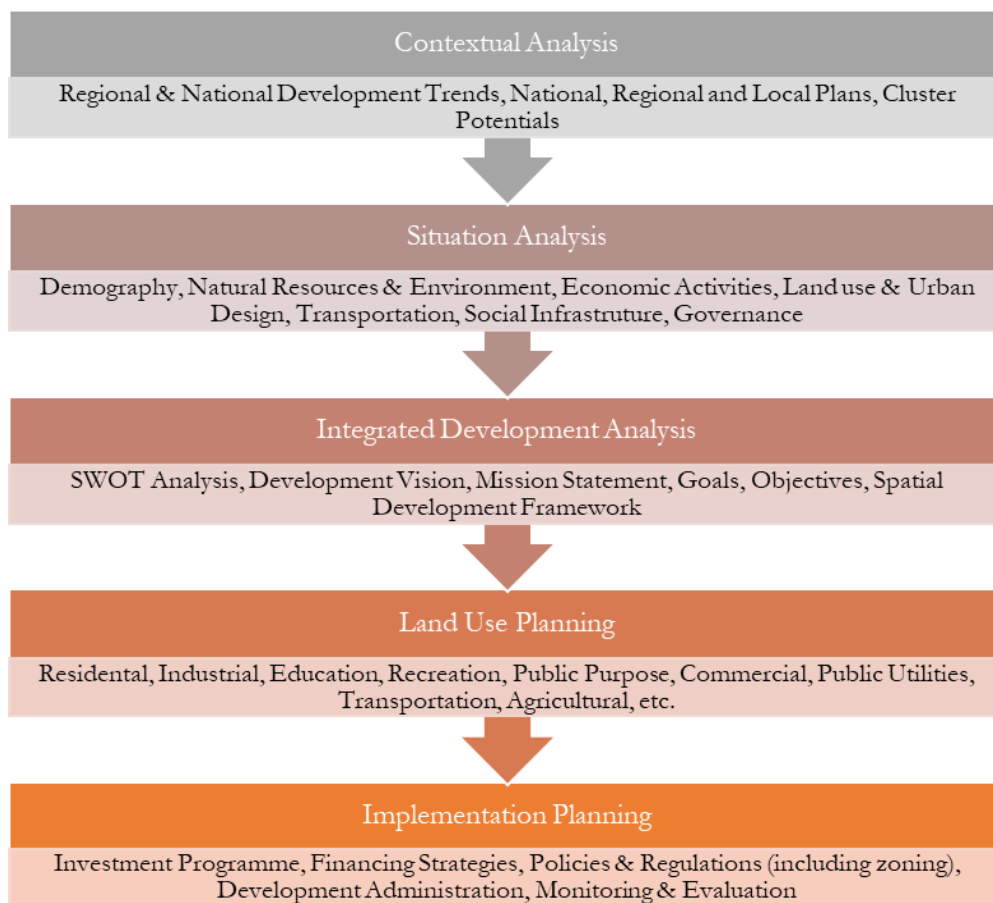 Contextual Analysis
Regional & National Development Trends, National, Regional and Local Plans, Cluster
Potentials
Situation Analysis
Demography, Natural Resources & Environment, Economic Activities, Land use & Urban
Design, Transportation, Social Infrastruture, Governance
Integrated Development Analysis
SWOT Analysis, Development Vision, Mission Statement, Goals, Objectives, Spatial
Development Framework
Land Use Planning
Residental, Industrial, Education, Recreation, Public Purpose, Commercial, Public Utilities,
Transportation, Agricultural, etc.
Implementation Planning
Investment Programme, Financing Strategies, Policies & Regulations (including zoning),
Development Administration, Monitoring & Evaluation